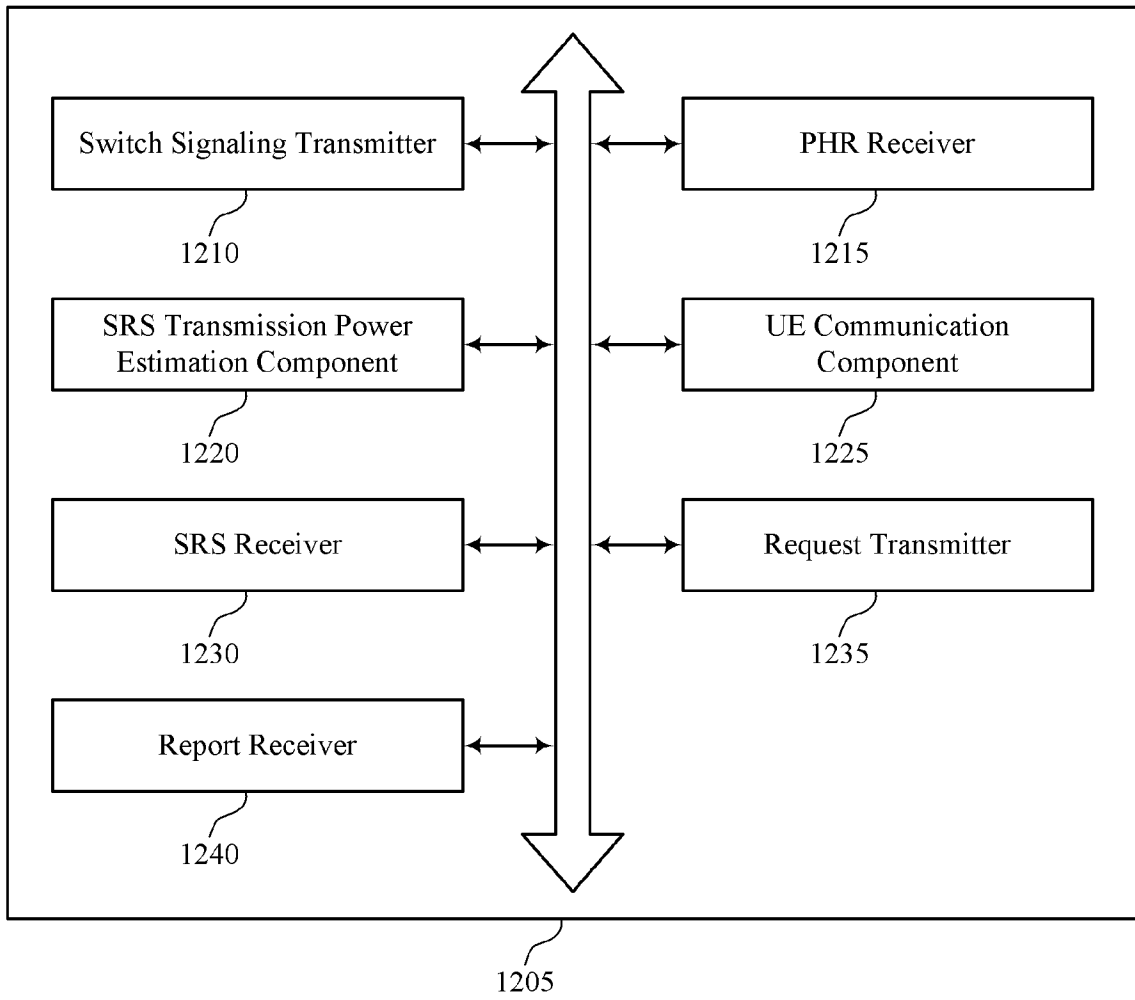 Switch Signaling Transmitter
PHR Receiver
1210
1215
SRS Transmission Power
Estimation Component
UE Communication
Component
1220
1225
SRS Receiver
Request Transmitter
1230
1235
Report Receiver
1240
1205